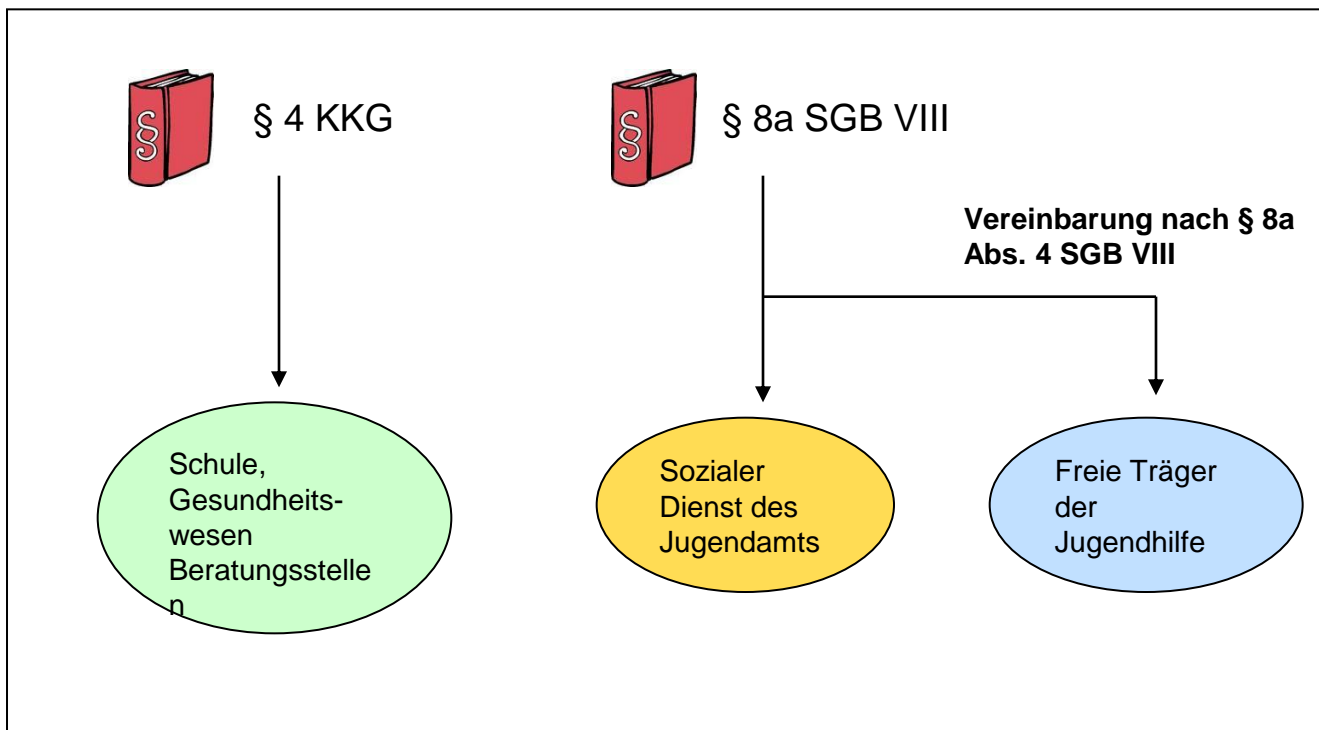 § 4 KKG
§ 8a SGB VIII
Vereinbarung nach § 8a
Abs. 4 SGB VIII
Schule,
Gesundheits-
wesen
Beratungsstelle
n
Sozialer
Dienst des
Jugendamts
Freie Träger
der
Jugendhilfe
§
§